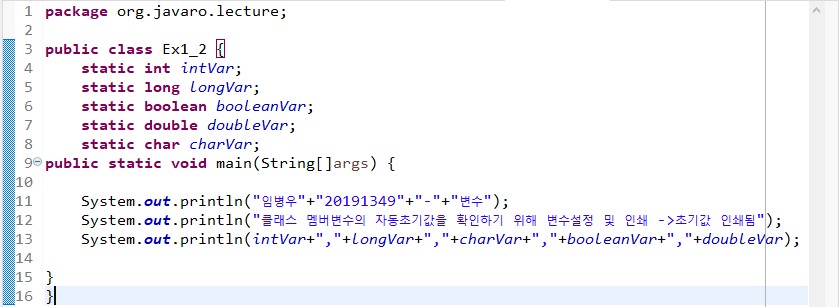 1 package org.javaro.lecture;
2
3 public class Ex1_2 {
4 static int intVar;
5 static long longVar;
6 static boolean booleanVar;
7 static double doubleVar;
8 static char charVar;
9 public static void main(String[]args) {
10
11 System.out.println("임병우"+"20191349"+"-"+"변수");
12 System.out.println("클래스 멤버변수의 자동초기값을 확인하기 위해 변수설정 및 인쇄 ->초기값 인쇄됨");
13 System.out.println(intVar+","+longVar+","+charVar+","+booleanVar+","+doubleVar);
14
15 }
16 }